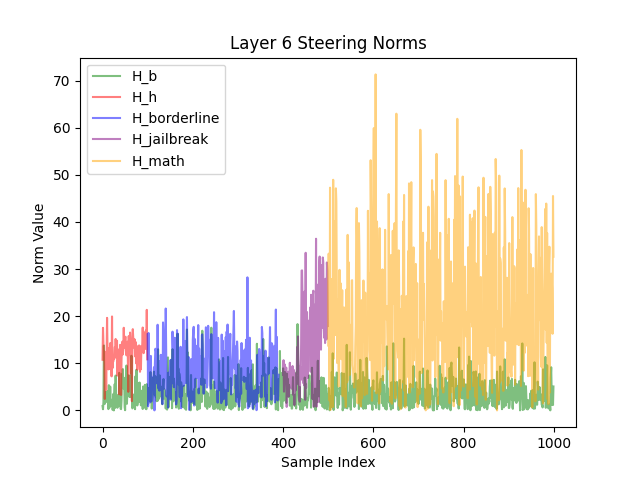 Layer 6 Steering Norms
H_b
H_h
H_borderline
H_jailbreak
H_math
Norm Value
70
60
50
40
30
20
10
0
0
200
400
600
800
1000
Sample Index